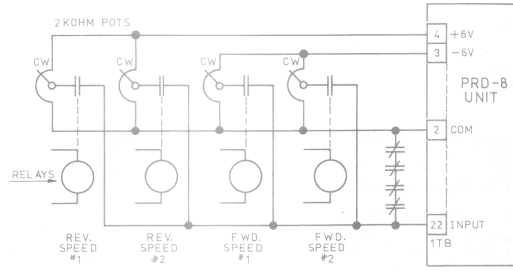 2KOHM POTS
4 +6V
3 -6V
CW
CW
CW
CW
PRD-8
UNIT
2 COM
RELAYS
22 INPUT
1TB
REV.
SPEED
#1
REV.
SPEED
#2
FWD.
SPEED
#1
FWD.
SPEED
#2